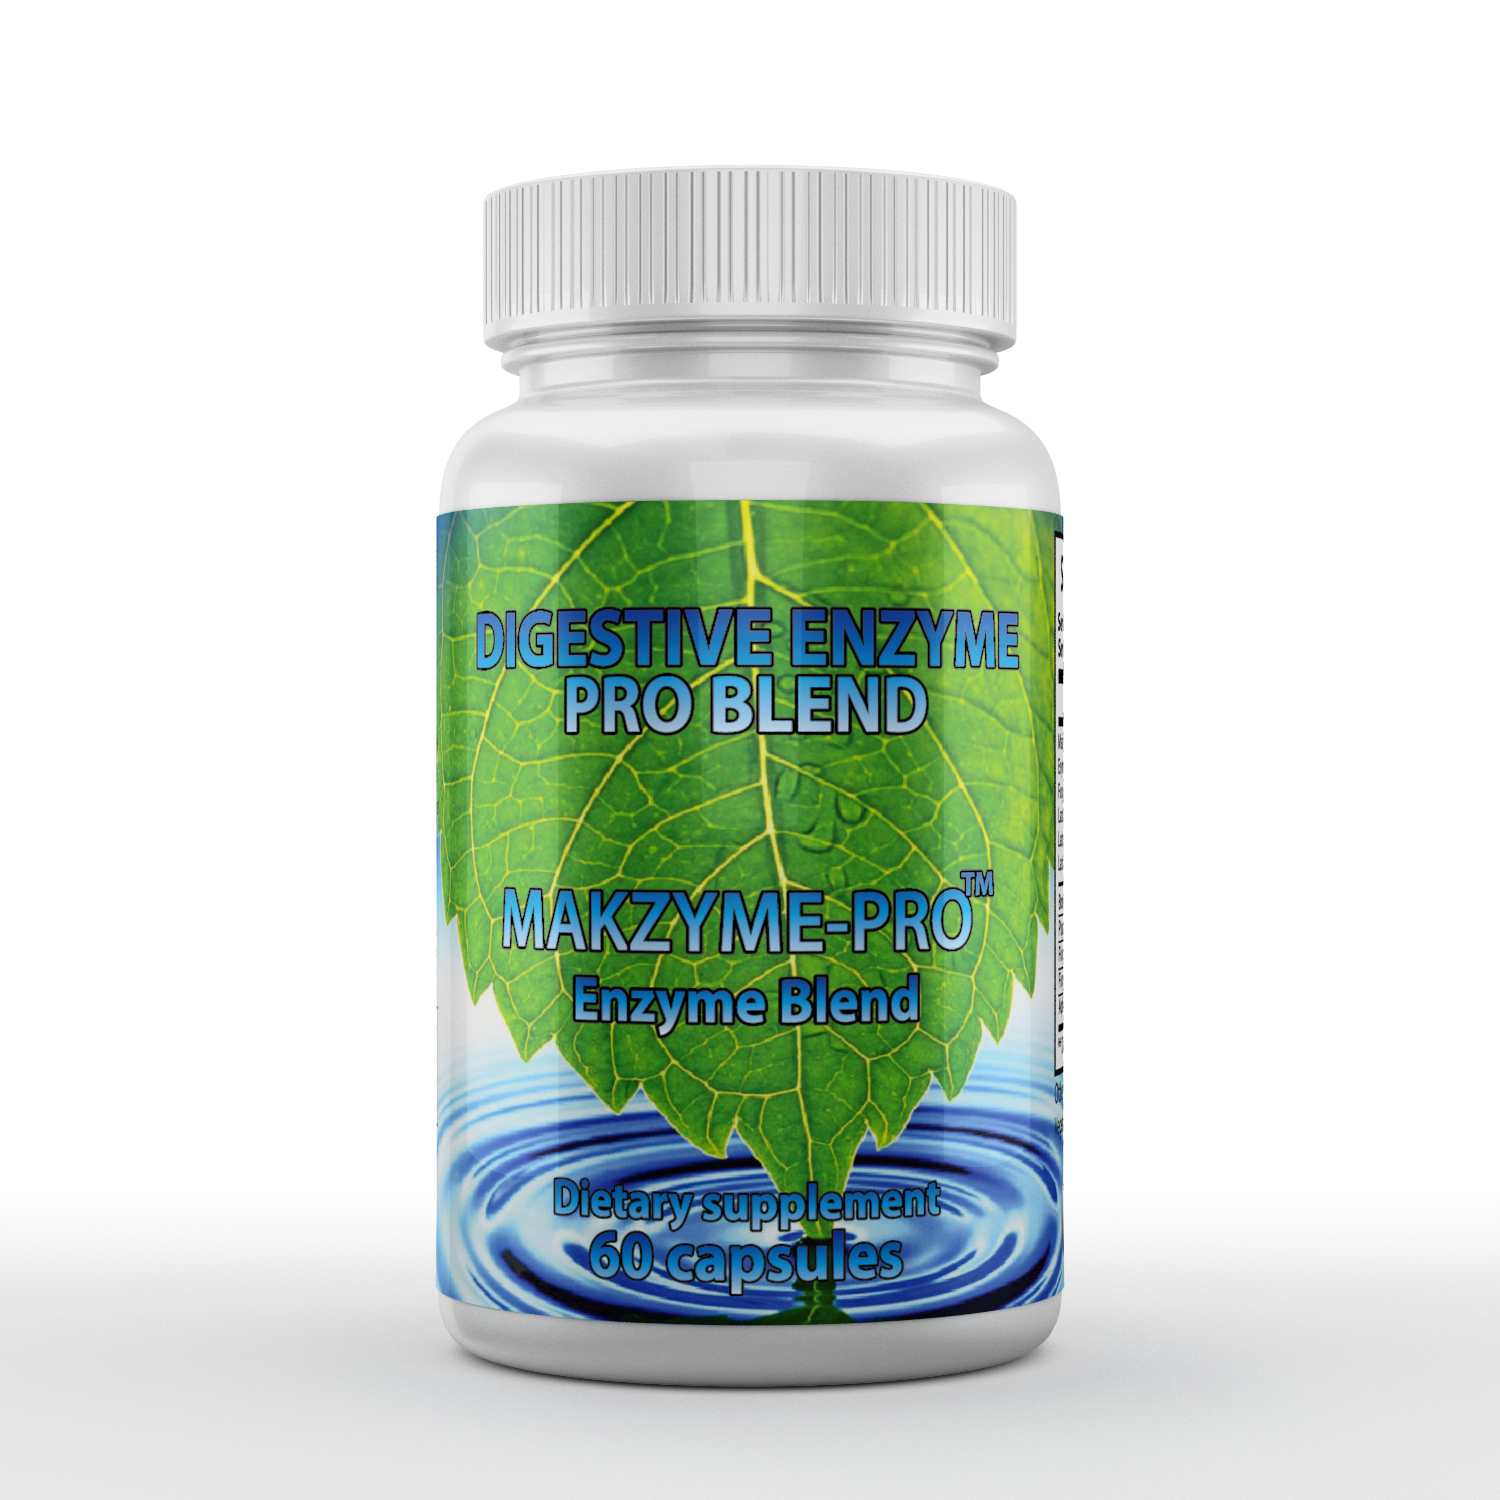 DIGESTIVE ENZYME
PRO BLEND
MAKZYME-PRO™
Enzyme Blend
Dietary supplement
60 capsules